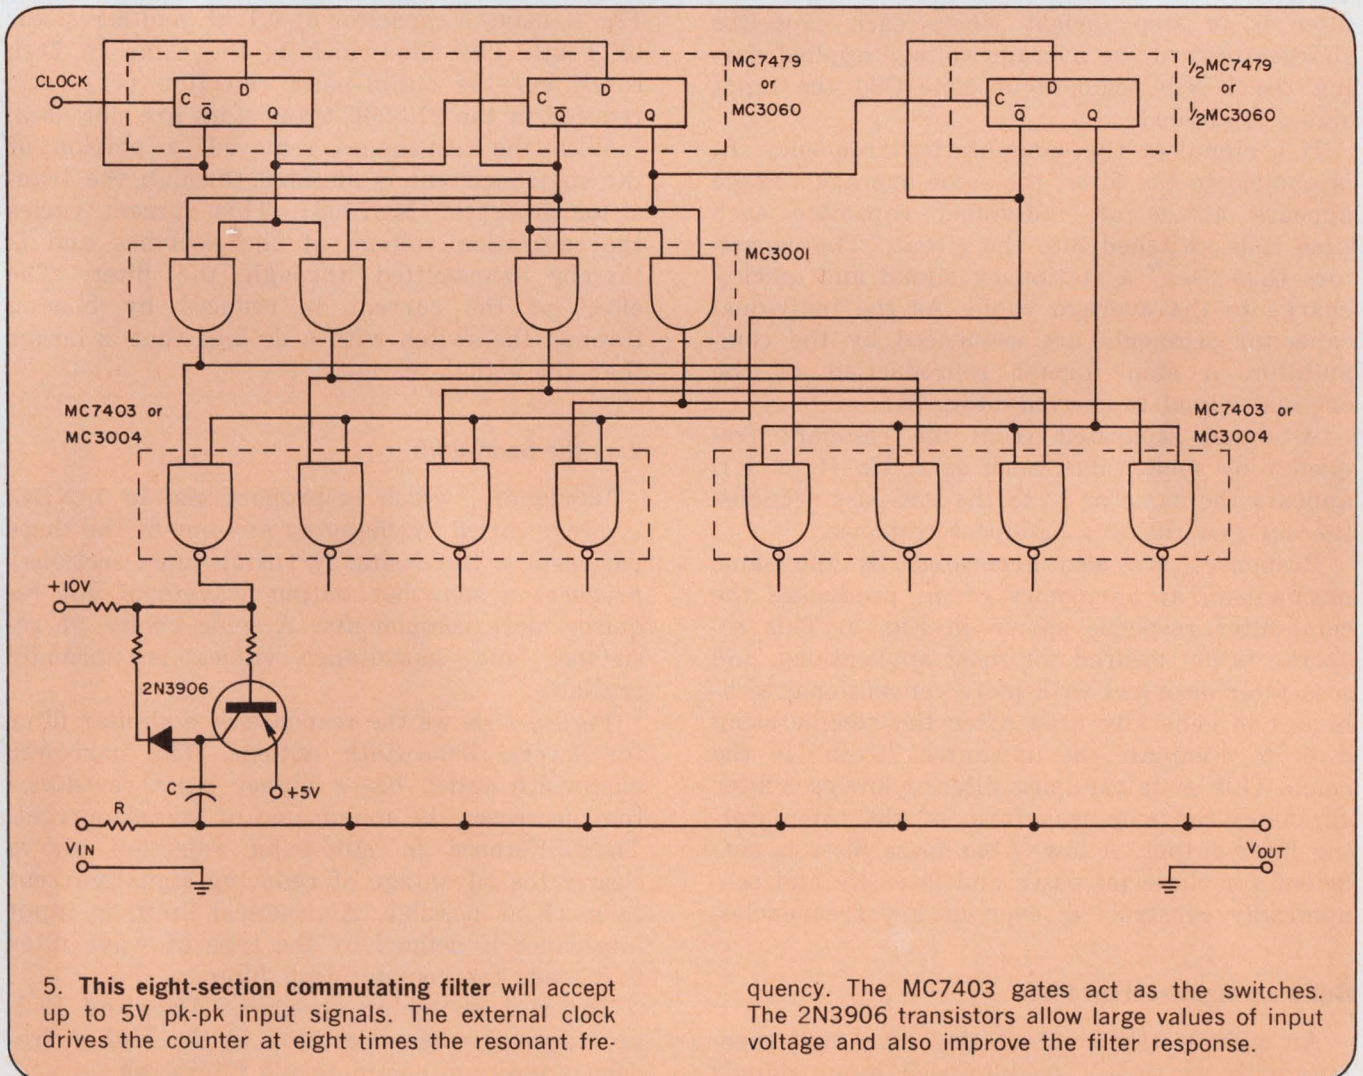 CLOCK
C
D
Q̅
Q
MC7479
or
MC3060
C
D
Q̅
Q
C
D
Q̅
Q
1/2MC7479
or
1/2MC3060
MC3001
MC7403 or
MC3004
MC7403 or
MC3004
+10V
2N3906
C
+5V
R
VIN
VOUT
5. This eight-section commutating filter will accept
up to 5V pk-pk input signals. The external clock
drives the counter at eight times the resonant fre-
quency. The MC7403 gates act as the switches.
The 2N3906 transistors allow large values of input
voltage and also improve the filter response.